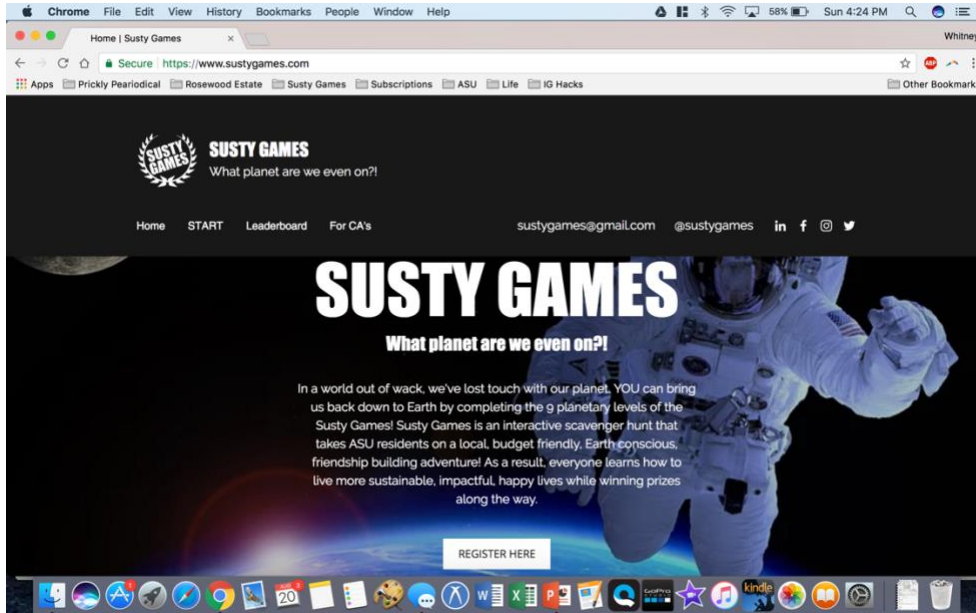 Chrome File Edit View History Bookmarks People Window Help 58% Sun 4:24 PM
Home | Susty Games Whitney
Secure https://www.sustygames.com ABP
Apps Prickly Peariodical Rosewood Estate Susty Games Subscriptions ASU Life IG Hacks Other Bookmark
SUSTY GAMES
SUSTY GAMES
What planet are we even on?!
Home START Leaderboard For CA's sustygames@gmail.com @sustygames in f
SUSTY GAMES
What planet are we even on?!
In a world out of wack, we've lost touch with our planet. YOU can bring
us back down to Earth by completing the 9 planetary levels of the
Susty Games! Susty Games is an interactive scavenger hunt that
takes ASU residents on a local, budget friendly, Earth conscious,
friendship building adventure! As a result, everyone learns how to
live more sustainable, impactful, happy lives while winning prizes
along the way.
REGISTER HERE
20 W X P GoPro kindle